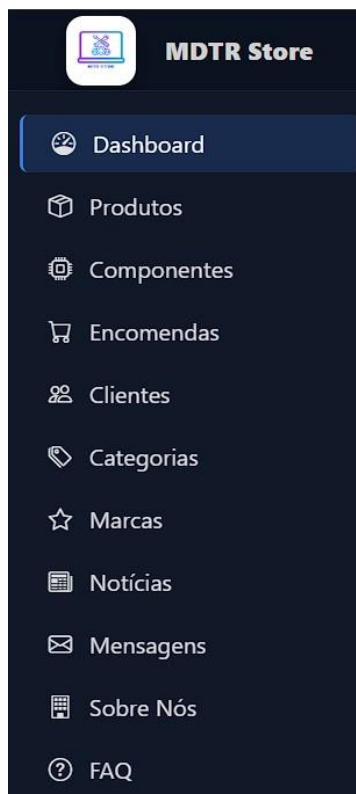 MDTR Store
Dashboard
Produtos
Componentes
Encomendas
Clientes
Categorias
Marcas
Notícias
Mensagens
Sobre Nós
FAQ